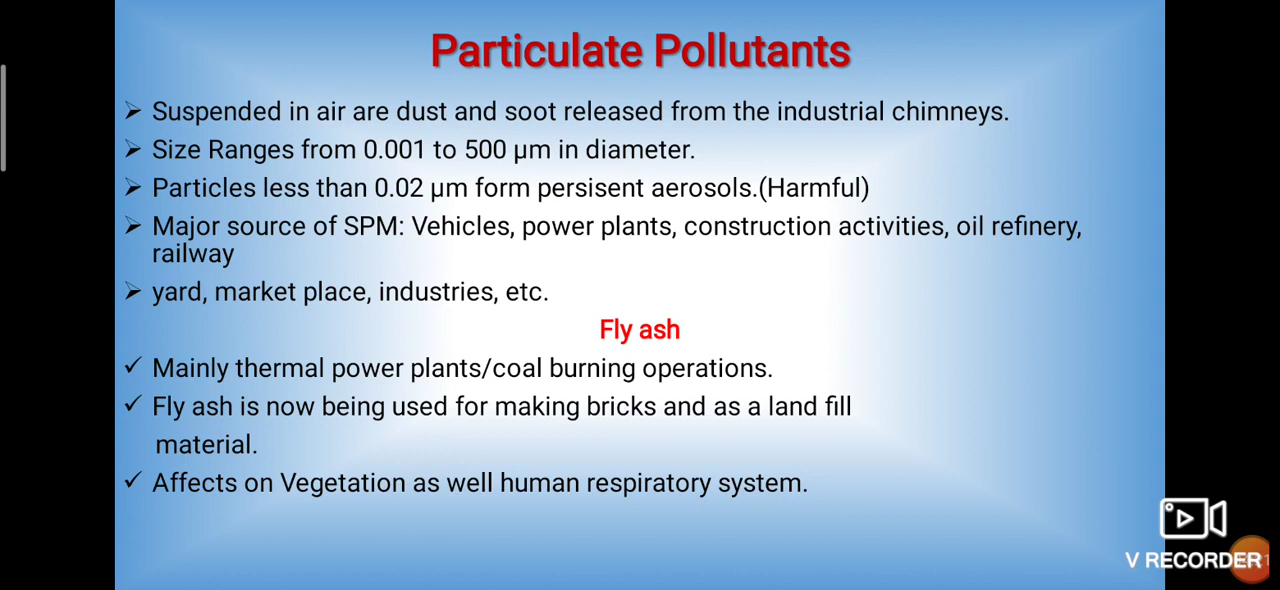 Particulate Pollutants
Suspended in air are dust and soot released from the industrial chimneys.
Size Ranges from 0.001 to 500 µm in diameter.
Particles less than 0.02 µm form persisent aerosols.(Harmful)
Major source of SPM: Vehicles, power plants, construction activities, oil refinery,
railway
yard, market place, industries, etc.
Fly ash
Mainly thermal power plants/coal burning operations.
Fly ash is now being used for making bricks and as a land fill
material.
Affects on Vegetation as well human respiratory system.
V RECORDER